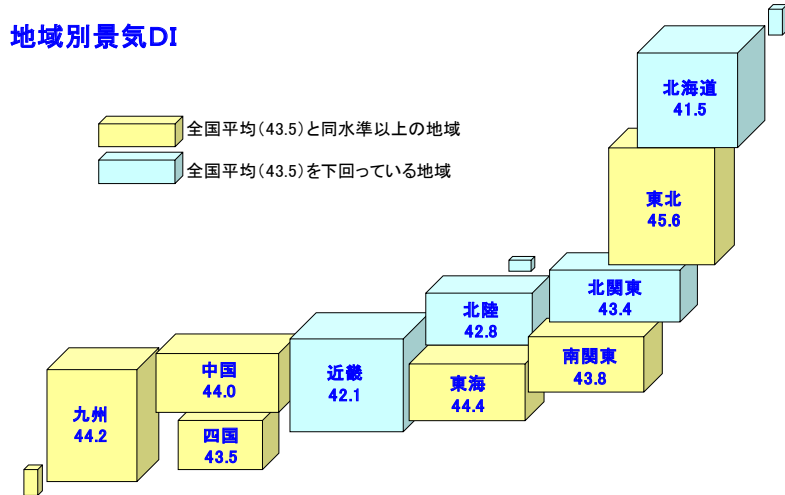 地域別景気DI
全国平均(43.5)と同水準以上の地域
全国平均(43.5)を下回っている地域
北海道
41.5
東北
45.6
北関東
43.4
北陸
42.8
南関東
43.8
東海
44.4
近畿
42.1
中国
44.0
四国
43.5
九州
44.2